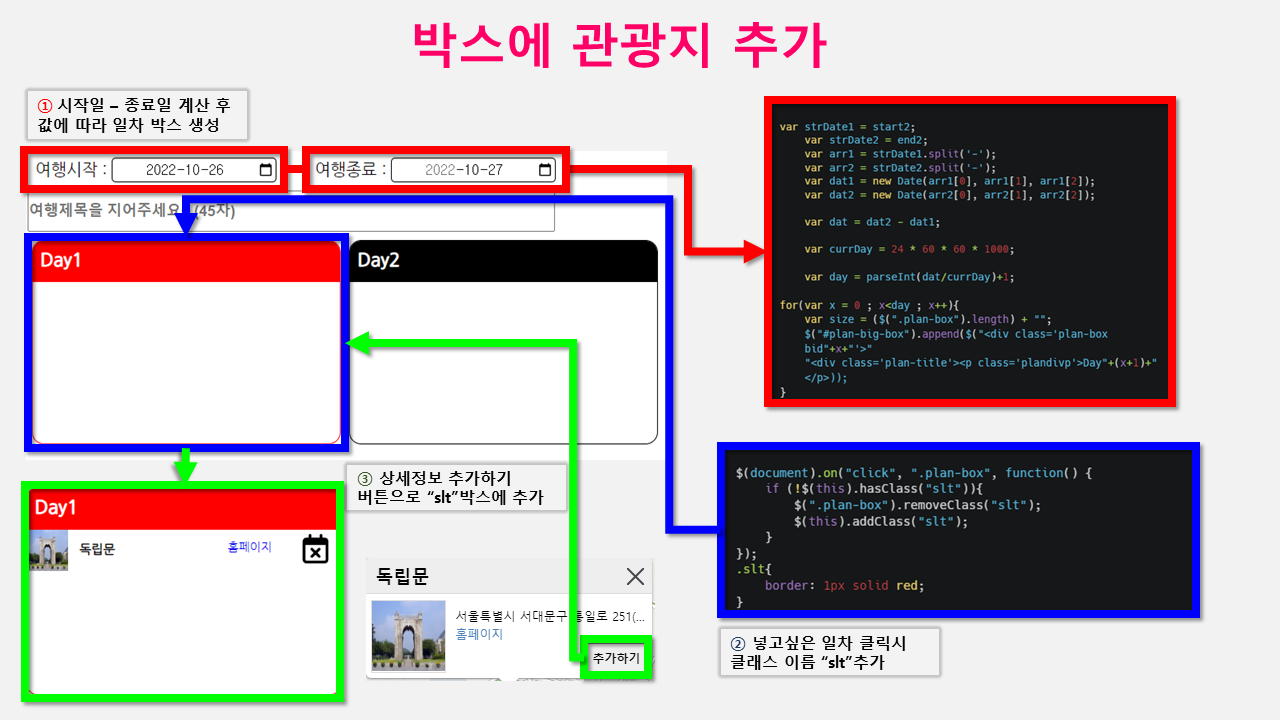 박스에 관광지 추가
① 시작일 – 종료일 계산 후
값에 따라 일차 박스 생성
여행시작 : 2022-10-26
여행종료 : 2022-10-27
여행제목을 지어주세요 (45자)
Day1
Day2
var strDate1 = start2;
var strDate2 = end2;
var arr1 = strDate1.split('-');
var arr2 = strDate2.split('-');
var dat1 = new Date(arr1[0], arr1[1], arr1[2]);
var dat2 = new Date(arr2[0], arr2[1], arr2[2]);
var dat = dat2 - dat1;
var currDay = 24 * 60 * 60 * 1000;
var day = parseInt(dat/currDay)+1;
for(var x = 0 ; x<day ; x++){
var size = ($(".plan-box").length) + "";
$("#plan-big-box").append($("<div class='plan-box
bid"+x+"'>"
"<div class='plan-title'><p class='plandivp'>Day"+(x+1)+"
</p>));
}
③ 상세정보 추가하기
버튼으로 “slt”박스에 추가
Day1
독립문
홈페이지
독립문
서울특별시 서대문구 통일로 251(...
홈페이지
추가하기
$(document).on("click", ".plan-box", function() {
if (!$(this).hasClass("slt")){
$(".plan-box").removeClass("slt");
$(this).addClass("slt");
}
});
.slt{
border: 1px solid red;
}
② 넣고싶은 일차 클릭시
클래스 이름 “slt”추가